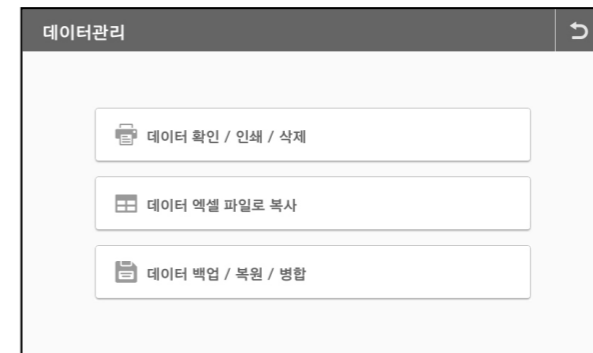 데이터관리
데이터 확인 / 인쇄 / 삭제
데이터 엑셀 파일로 복사
데이터 백업 / 복원 / 병합